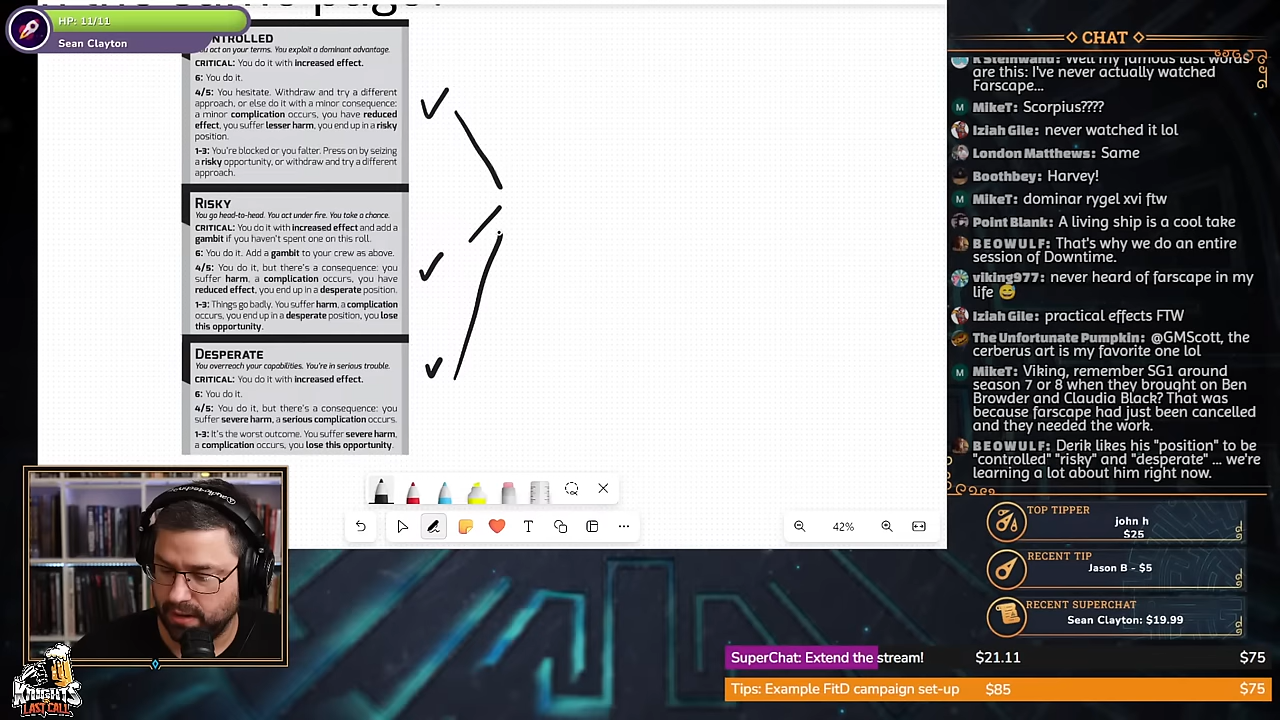 HP: 11/11
Sean Clayton
CONTROLLED
You act on your terms. You exploit a dominant advantage.
CRITICAL: You do it with increased effect.
6: You do it.
4/5: You hesitate. Withdraw and try a different
approach, or else do it with a minor consequence:
a minor complication occurs, you have reduced
effect, you suffer lesser harm, you end up in a risky
position.
1-3: You're blocked or you falter. Press on by seizing
a risky opportunity, or withdraw and try a different
approach.
RISKY
You go head-to-head. You act under fire. You take a chance.
CRITICAL: You do it with increased effect and add a
gambit if you haven't spent one on this roll.
6: You do it. Add a gambit to your crew as above.
4/5: You do it, but there's a consequence: you
suffer harm, a complication occurs, you have
reduced effect, you end up in a desperate position.
1-3: Things go badly. You suffer harm, a complication
occurs, you end up in a desperate position, you lose
this opportunity.
DESPERATE
You overreach your capabilities. You're in serious trouble.
CRITICAL: You do it with increased effect.
6: You do it.
4/5: You do it, but there's a consequence: you
suffer severe harm, a serious complication occurs.
1-3: It's the worst outcome. You suffer severe harm,
a complication occurs, you lose this opportunity.
T
42%
CHAT
K Steinwand: Well my famous last words
are this: I've never actually watched
Farscape...
M MikeT: Scorpius????
Iziah Gile: never watched it lol
London Matthews: Same
Boothbey: Harvey!
M MikeT: dominar rygel xvi ftw
Point Blank: A living ship is a cool take
BEOWULF: That's why we do an entire
session of Downtime.
viking977: never heard of farscape in my
life 😅
Iziah Gile: practical effects FTW
The Unfortunate Pumpkin: @GMScott, the
cerberus art is my favorite one lol
M MikeT: Viking, remember SG1 around
season 7 or 8 when they brought on Ben
Browder and Claudia Black? That was
because farscape had just been cancelled
and they needed the work.
BEOWULF: Derik likes his "position" to be
"controlled" "risky" and "desperate" ... we're
learning a lot about him right now.
TOP TIPPER
john h
$25
RECENT TIP
Jason B - $5
RECENT SUPERCHAT
Sean Clayton: $19.99
SuperChat: Extend the stream! $21.11 $75
Tips: Example FitD campaign set-up $85 $75
KNIGHTS
OF
LAST CALL